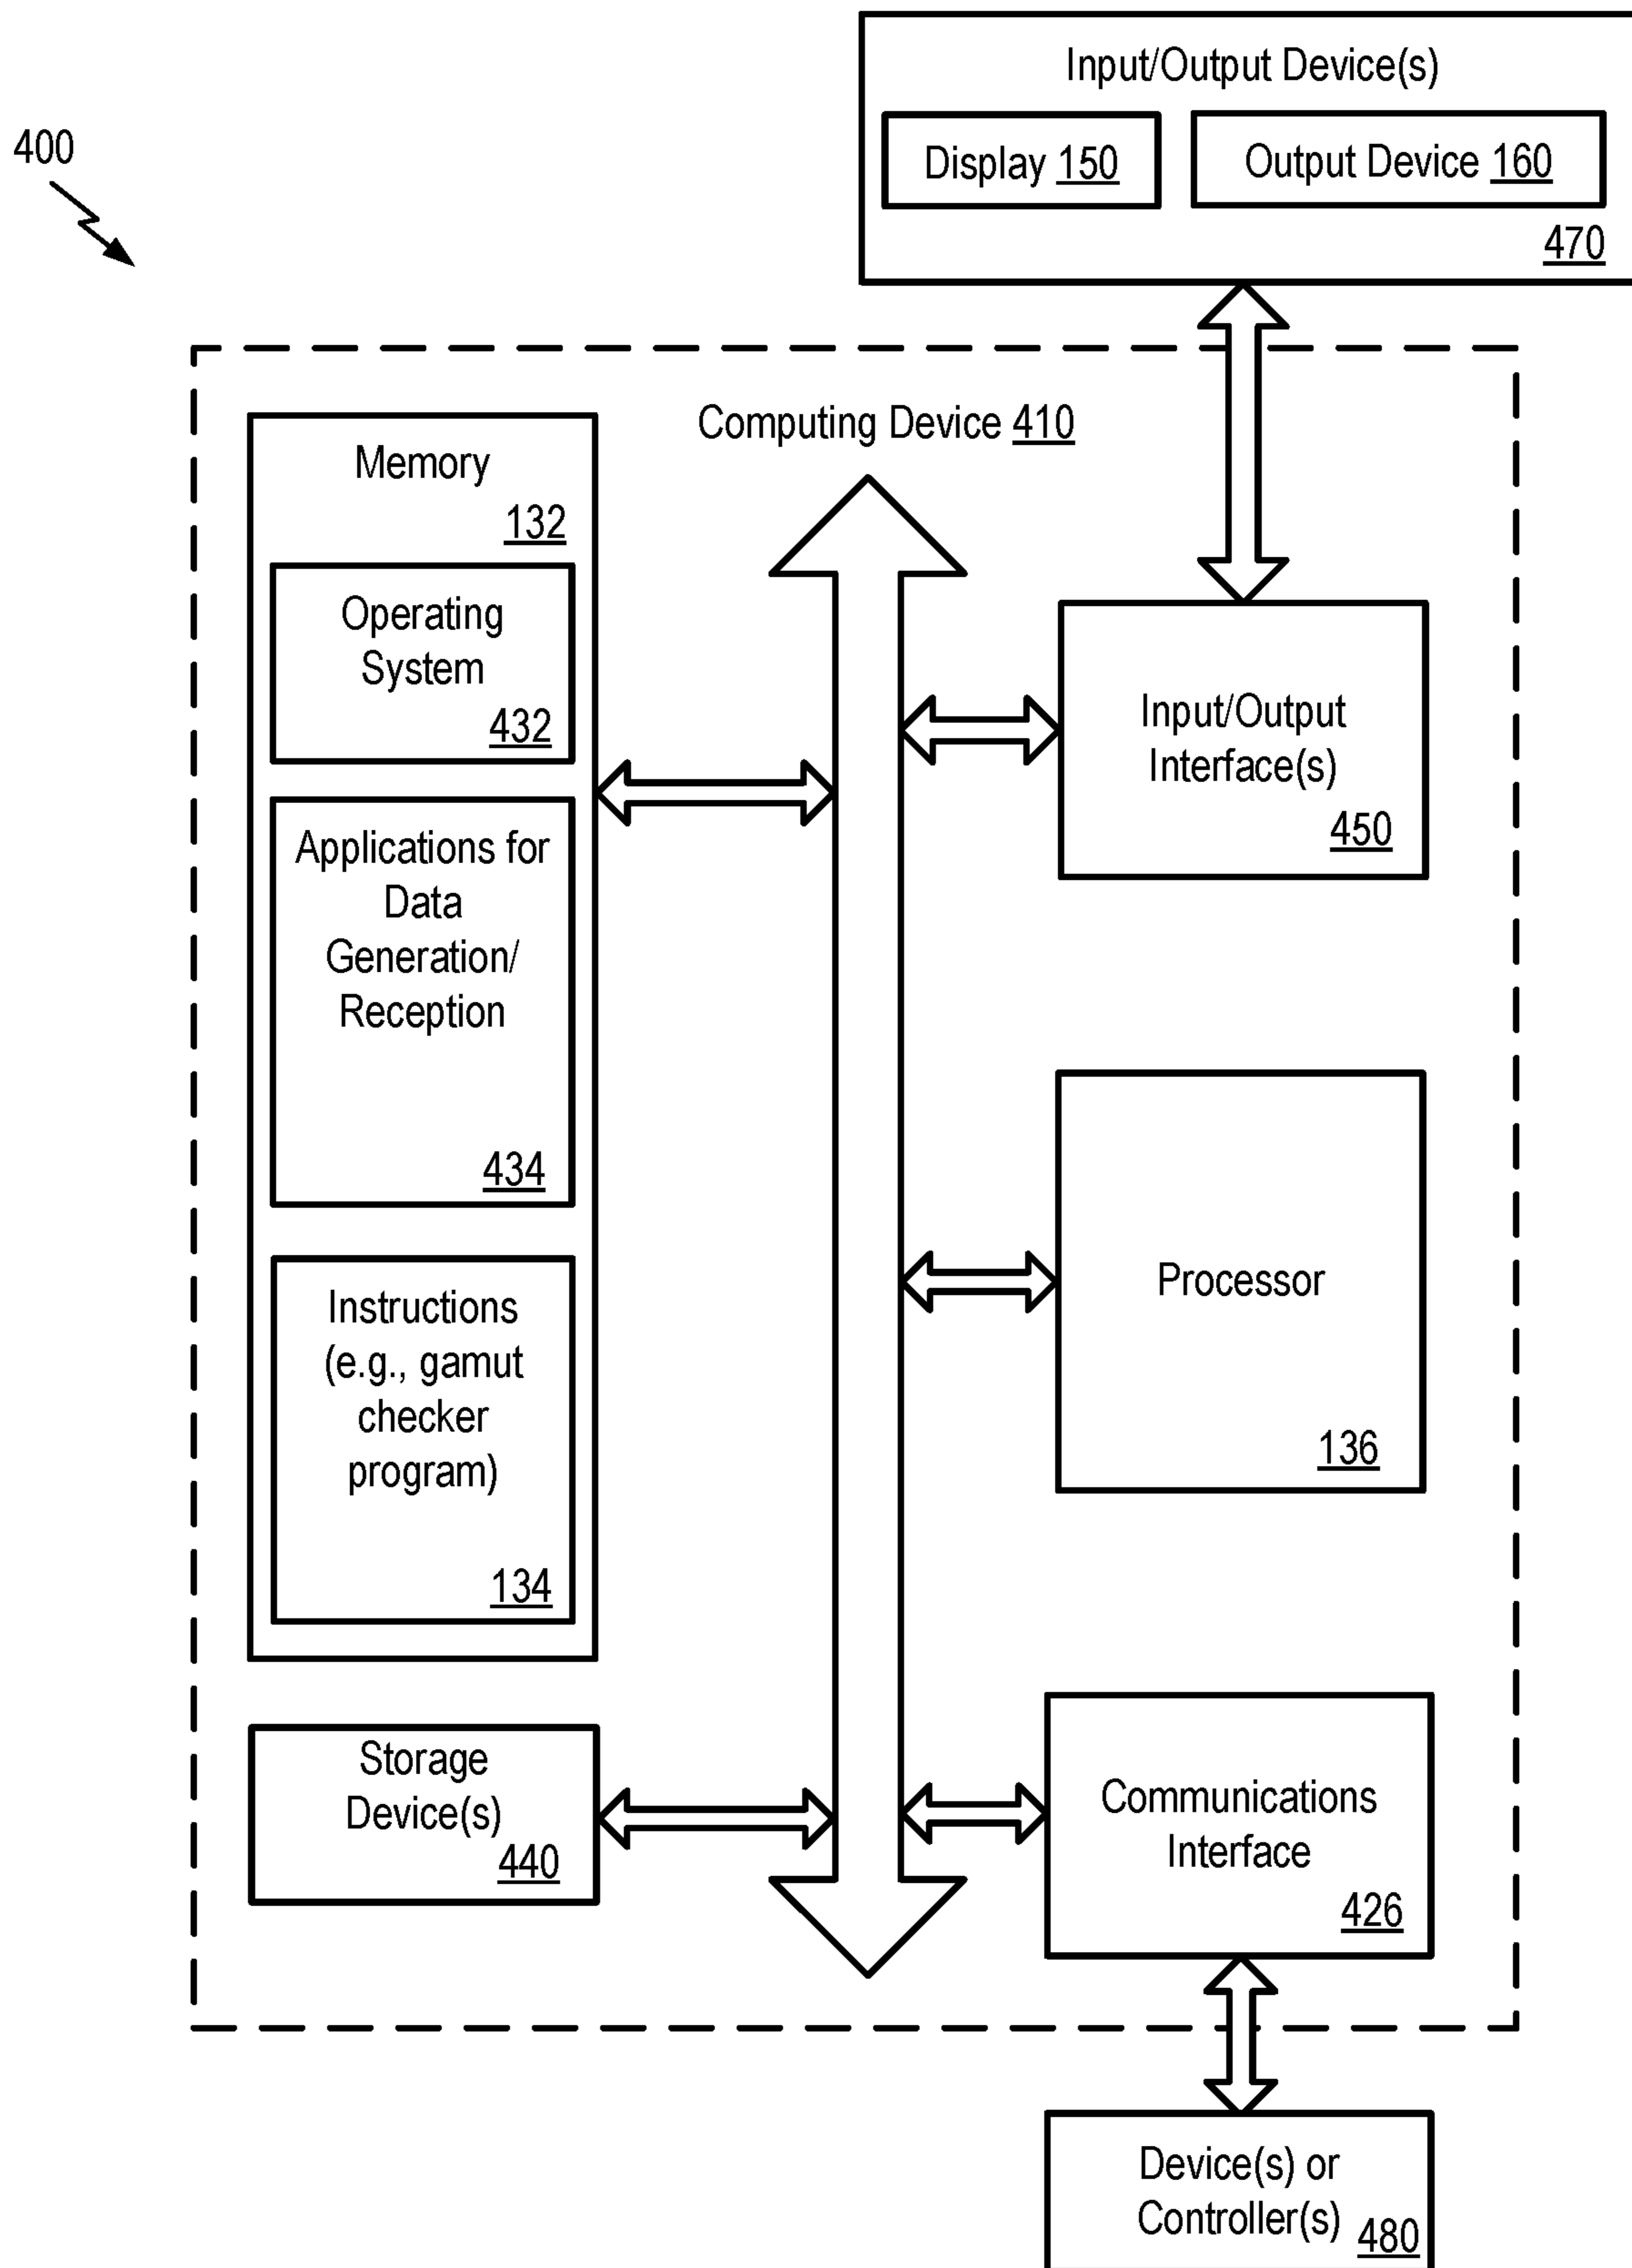 Input/Output Device(s)
Display 150
Output Device 160
470
400
Computing Device 410
Memory
132
Operating
System
432
Applications for
Data
Generation/
Reception
434
Instructions
(e.g., gamut
checker
program)
134
Storage
Device(s)
440
Input/Output
Interface(s)
450
Processor
136
Communications
Interface
426
Device(s) or
Controller(s) 480